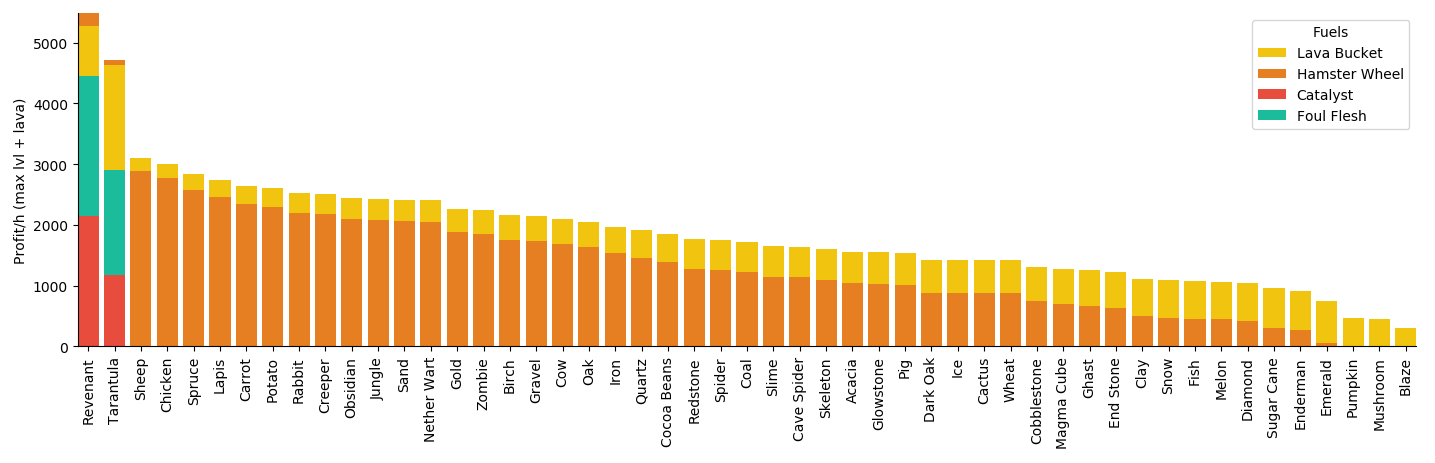 Profit/h (max lvl + lava)
5000
4000
3000
2000
1000
0
Fuels
Lava Bucket
Hamster Wheel
Catalyst
Foul Flesh
Revenant
Tarantula
Sheep
Chicken
Spruce
Lapis
Carrot
Potato
Rabbit
Creeper
Obsidian
Jungle
Sand
Nether Wart
Gold
Zombie
Birch
Gravel
Cow
Oak
Iron
Quartz
Cocoa Beans
Redstone
Spider
Coal
Slime
Cave Spider
Skeleton
Acacia
Glowstone
Pig
Dark Oak
Ice
Cactus
Wheat
Cobblestone
Magma Cube
Ghast
End Stone
Clay
Snow
Fish
Melon
Diamond
Sugar Cane
Enderman
Emerald
Pumpkin
Mushroom
Blaze